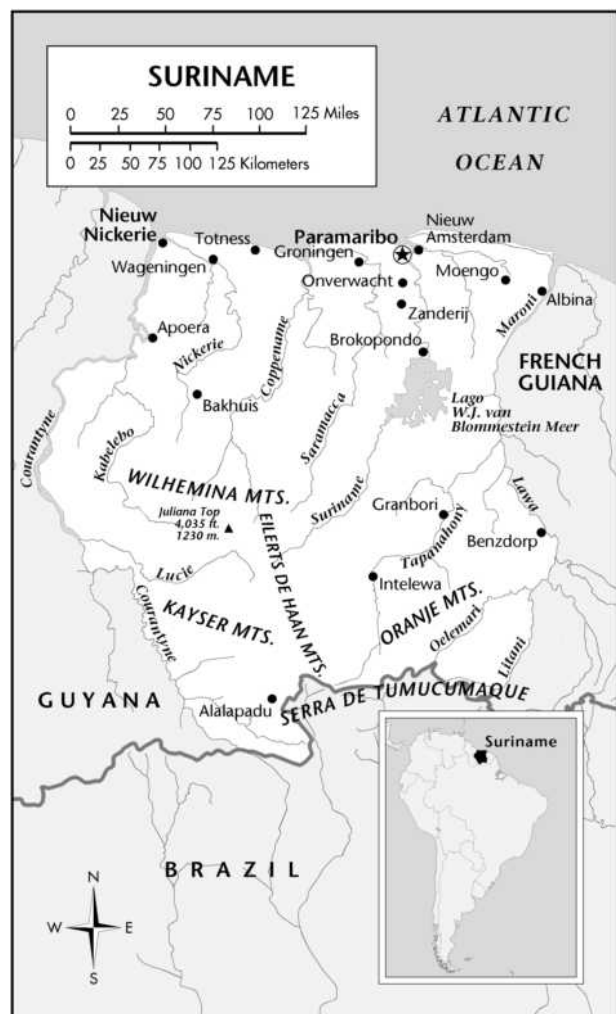 SURINAME
0 25 50 75 100 125 Miles
0 25 50 75 100 125 Kilometers
ATLANTIC
OCEAN
Nieuw
Nickerie
Totness
Wageningen
Paramaribo
Groningen
Onverwacht
Nieuw
Amsterdam
Moengo
Albina
Maroni
Zanderij
Apoera
Nickerie
Coppename
Brokopondo
FRENCH
GUIANA
Bakhuis
Saramacca
Lago
W.J. van
Blommestein Meer
Courantyne
Kabelebo
WILHEMINA MTS.
Juliana Top
4,035 ft.
1230 m.
EILERTS DE HAAN MTS.
Suriname
Granbori
Tapanahony
Lawa
Benzdorp
Lucie
Intelewa
Courantyne
KAYSER MTS.
ORANJE MTS.
Oelemari
Litani
GUYANA
Alalapadu
SERRA DE TUMUCUMAQUE
Suriname
BRAZIL
N
W E
S